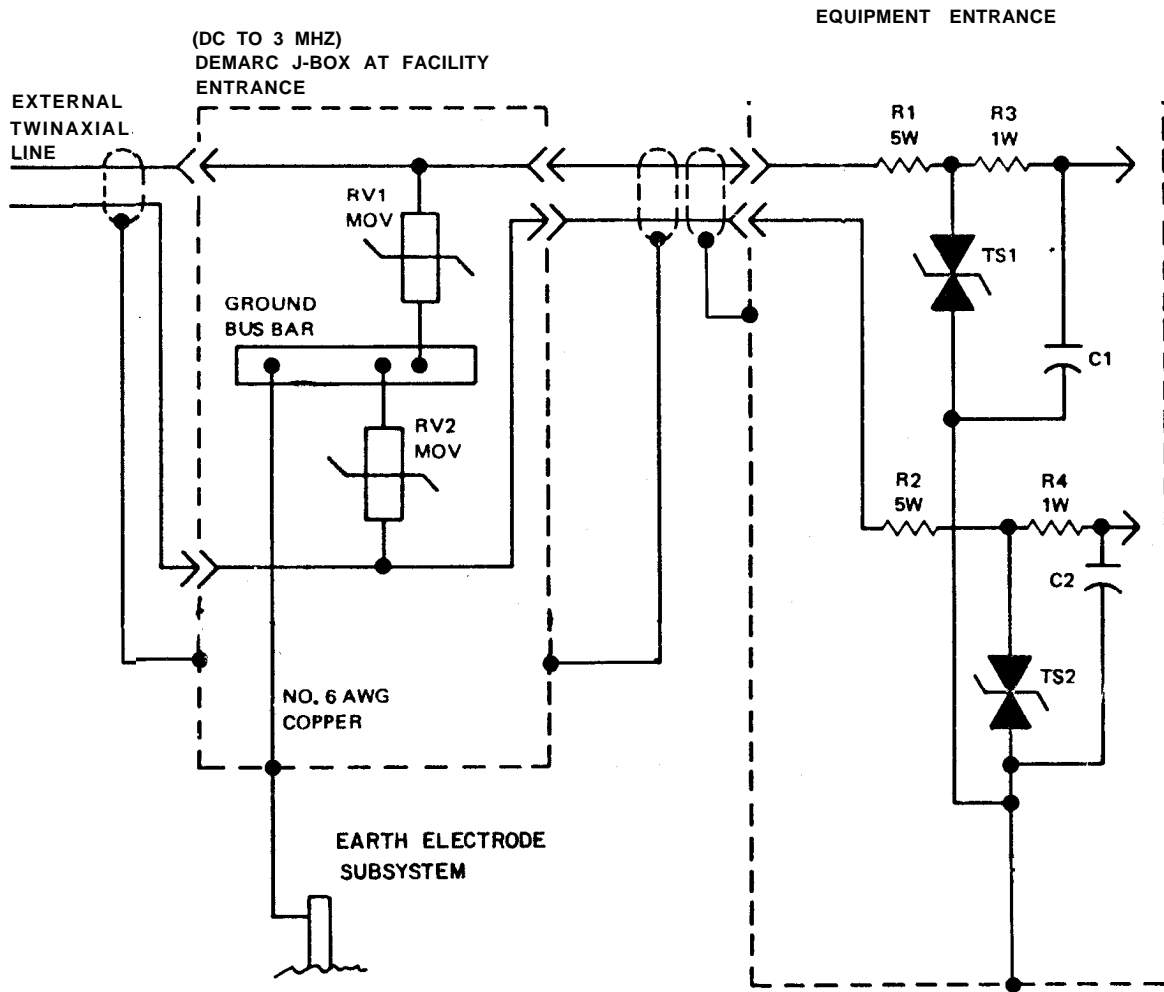 EQUIPMENT ENTRANCE
(DC TO 3 MHZ)
DEMARC J-BOX AT FACILITY
ENTRANCE
EXTERNAL
TWINAXIAL
LINE
R1
5W
R3
1W
RV1
MOV
TS1
GROUND
BUS BAR
C1
RV2
MOV
R2
5W
R4
1W
C2
TS2
NO. 6 AWG
COPPER
EARTH ELECTRODE
SUBSYSTEM